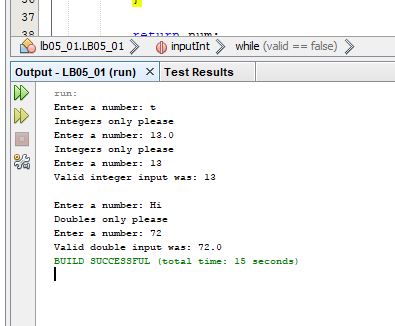 37
38 return num;
lb05_01.LB05_01 inputInt while (valid == false)
Output - LB05_01 (run) × Test Results
run:
Enter a number: t
Integers only please
Enter a number: 13.0
Integers only please
Enter a number: 13
Valid integer input was: 13
Enter a number: Hi
Doubles only please
Enter a number: 72
Valid double input was: 72.0
BUILD SUCCESSFUL (total time: 15 seconds)